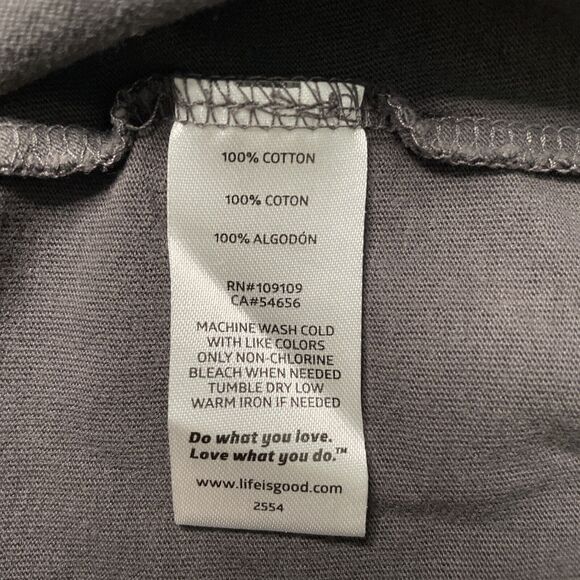 100% COTTON
100% COTON
100% ALGODÓN
RN#109109
CA#54656
MACHINE WASH COLD
WITH LIKE COLORS
ONLY NON-CHLORINE
BLEACH WHEN NEEDED
TUMBLE DRY LOW
WARM IRON IF NEEDED
Do what you love.
Love what you do.™
www.lifeisgood.com
2554